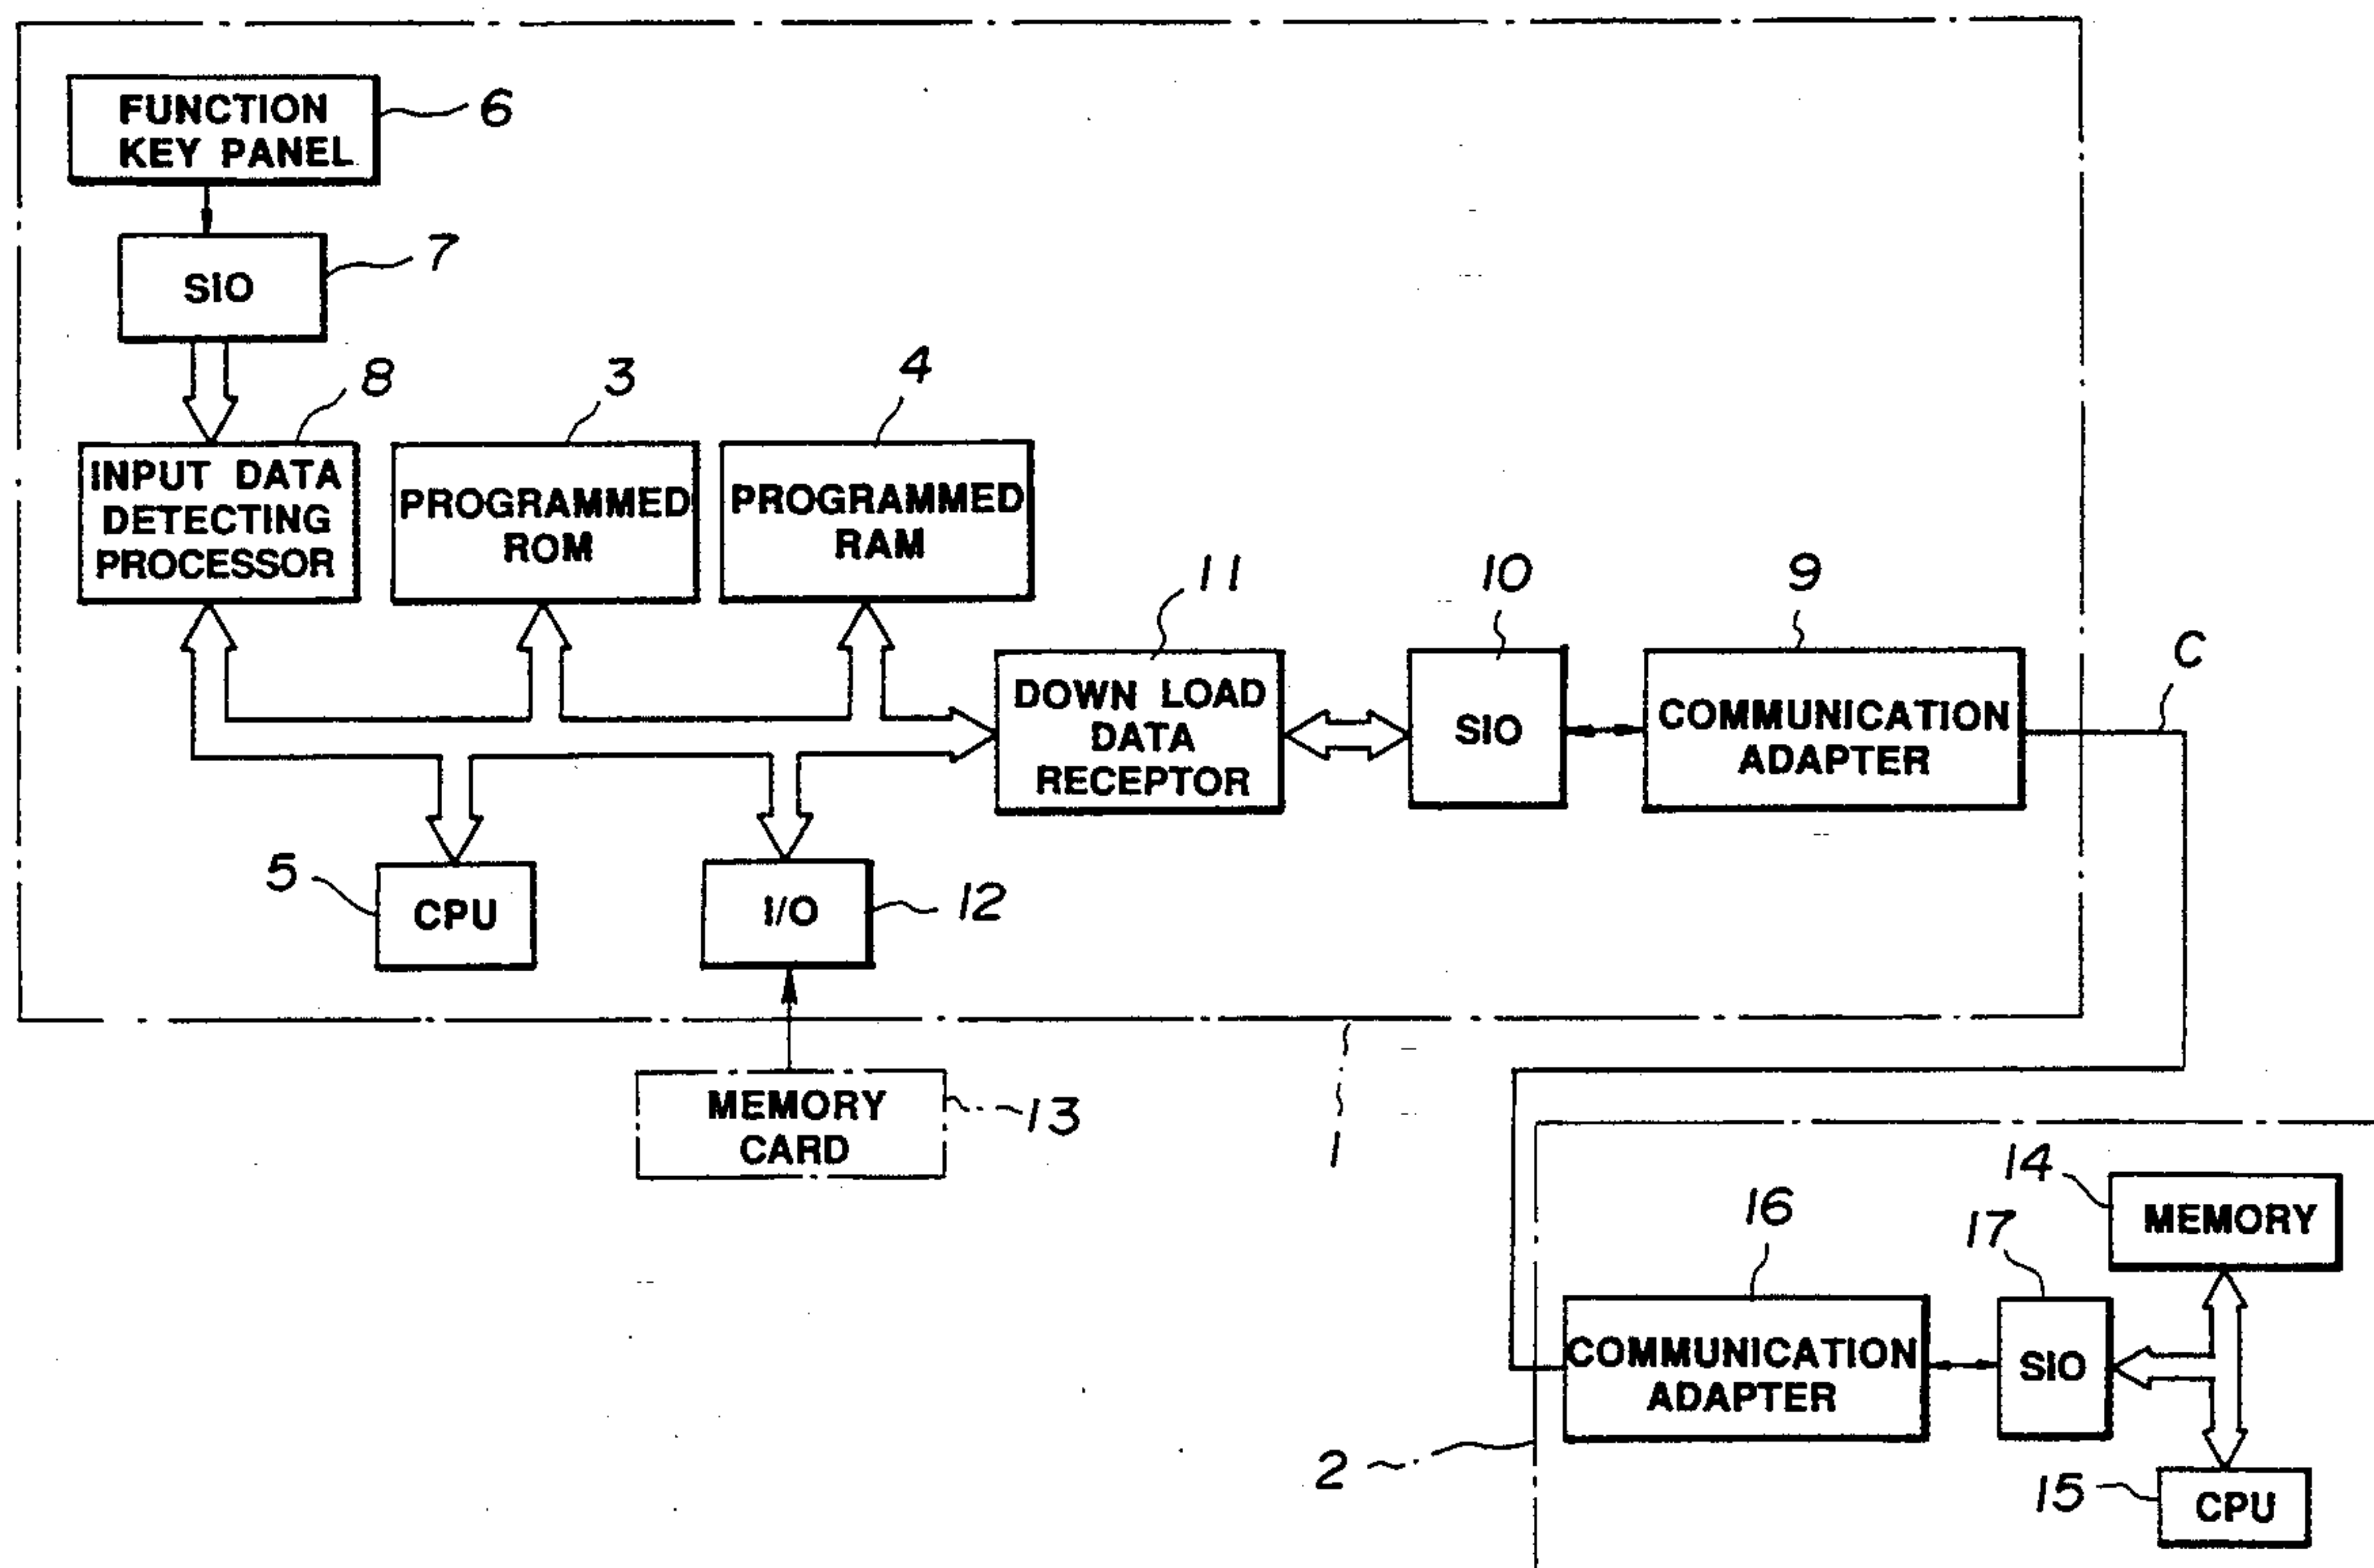 FUNCTION
KEY PANEL
6
SIO
7
8
3
4
INPUT DATA
DETECTING
PROCESSOR
PROGRAMMED
ROM
PROGRAMMED
RAM
11
10
9
C
DOWN LOAD
DATA
RECEPTOR
SIO
COMMUNICATION
ADAPTER
5
CPU
I/O
12
MEMORY
CARD
13
1
14
MEMORY
16
17
COMMUNICATION
ADAPTER
SIO
2
15
CPU